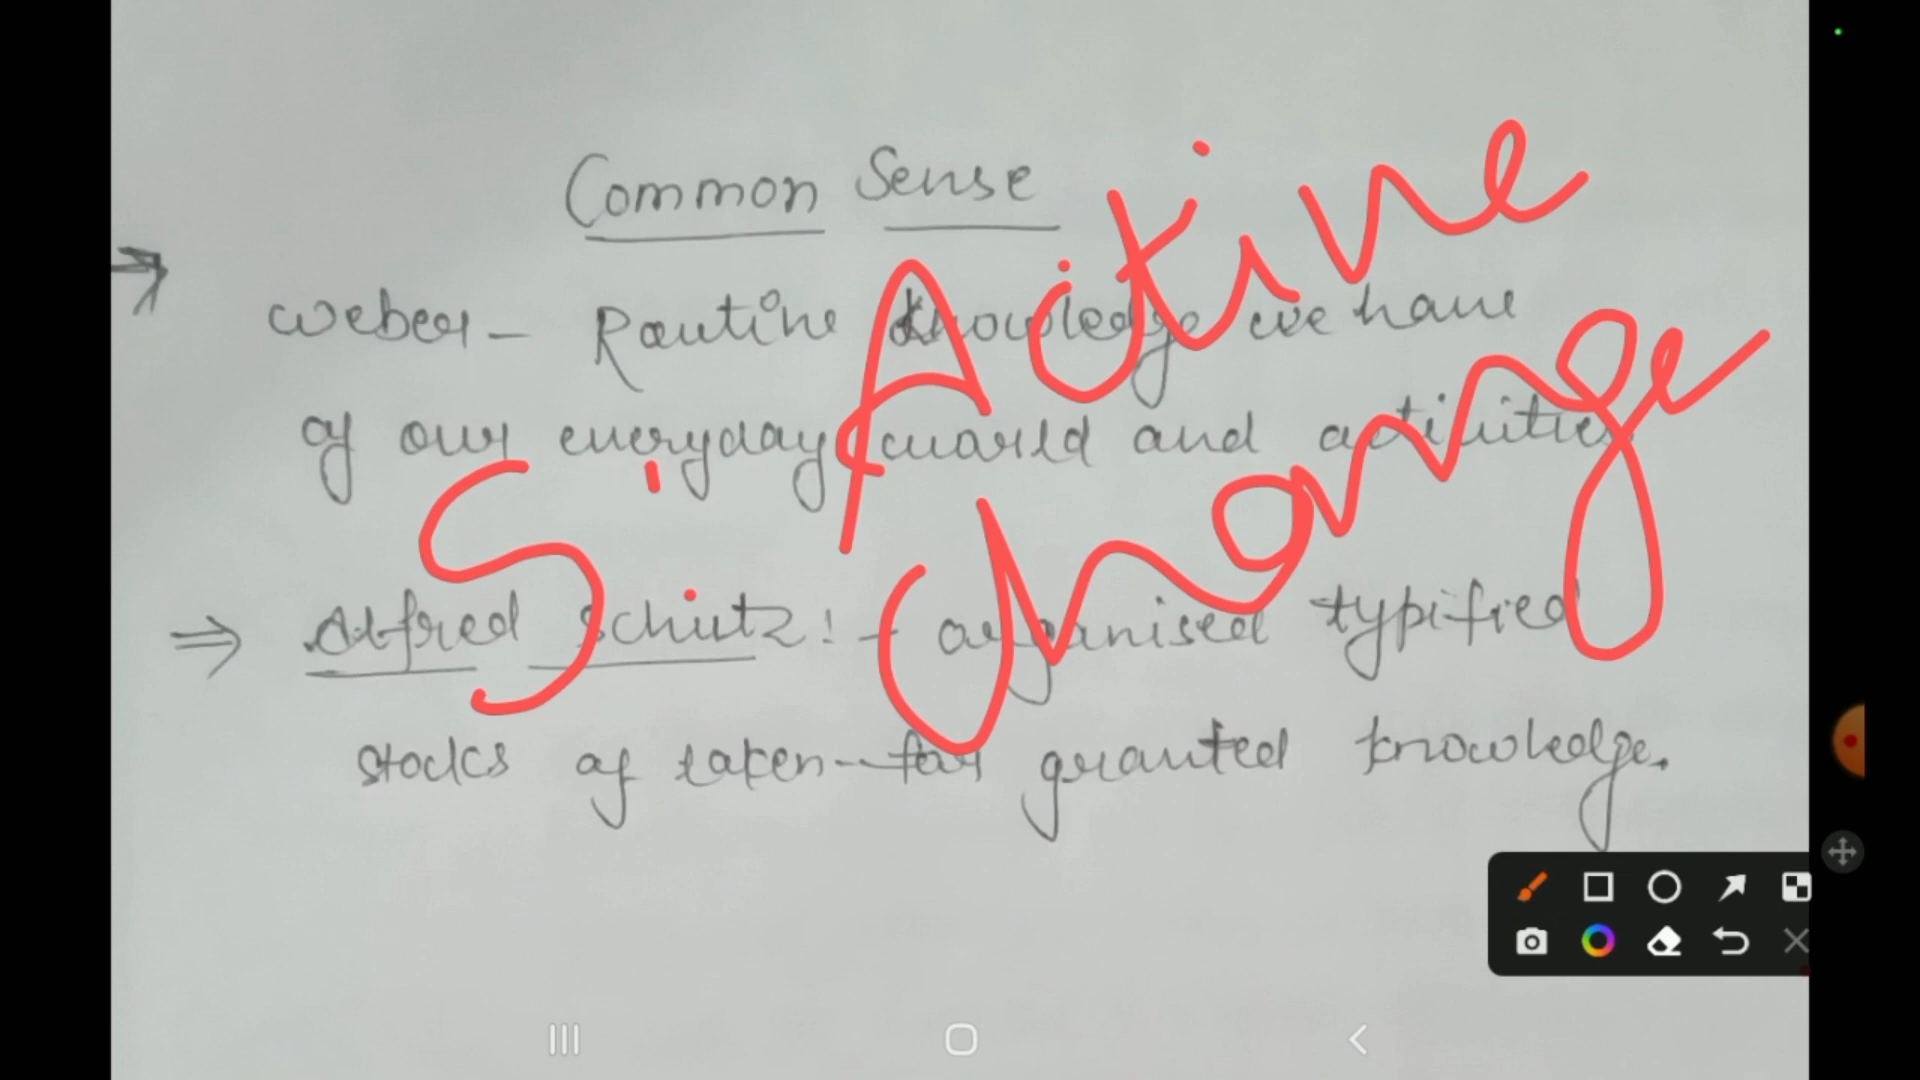 Common Sense
Weber - Routine knowledge we have
of our everyday world and activities
Alfred Schutz :- organised typified
stocks of taken-for granted knowledge.
Active
S
Change